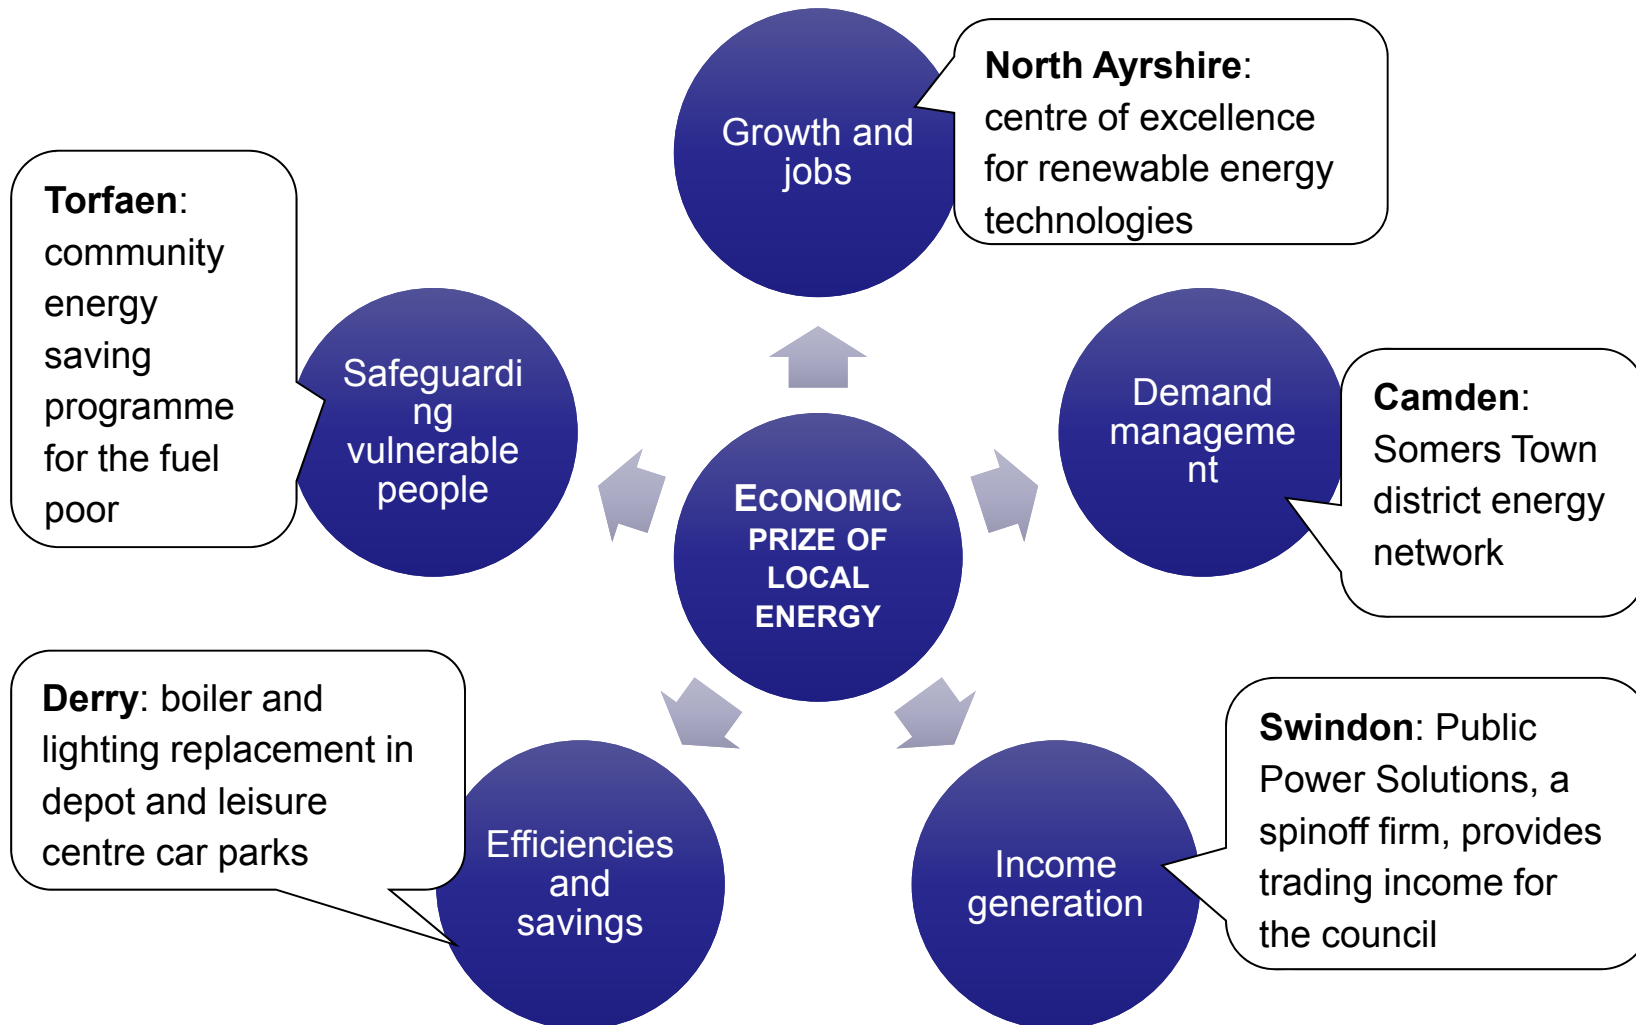 Growth and
jobs
North Ayrshire:
centre of excellence
for renewable energy
technologies
Torfaen:
community
energy
saving
programme
for the fuel
poor
Safeguardi
ng
vulnerable
people
Demand
manageme
nt
Camden:
Somers Town
district energy
network
ECONOMIC
PRIZE OF
LOCAL
ENERGY
Derry: boiler and
lighting replacement in
depot and leisure
centre car parks
Efficiencies
and
savings
Income
generation
Swindon: Public
Power Solutions, a
spinoff firm, provides
trading income for
the council